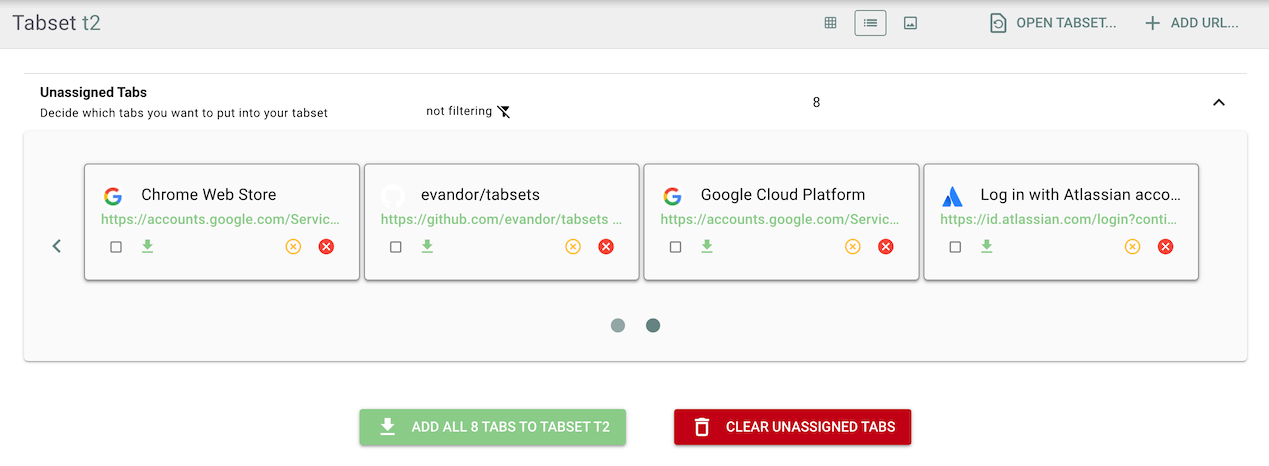 Tabset t2
OPEN TABSET...
ADD URL...
Unassigned Tabs
Decide which tabs you want to put into your tabset
not filtering
8
Chrome Web Store
https://accounts.google.com/Servic...
evandor/tabsets
https://github.com/evandor/tabsets ...
Google Cloud Platform
https://accounts.google.com/Servic...
Log in with Atlassian acco...
https://id.atlassian.com/login?conti...
ADD ALL 8 TABS TO TABSET T2
CLEAR UNASSIGNED TABS